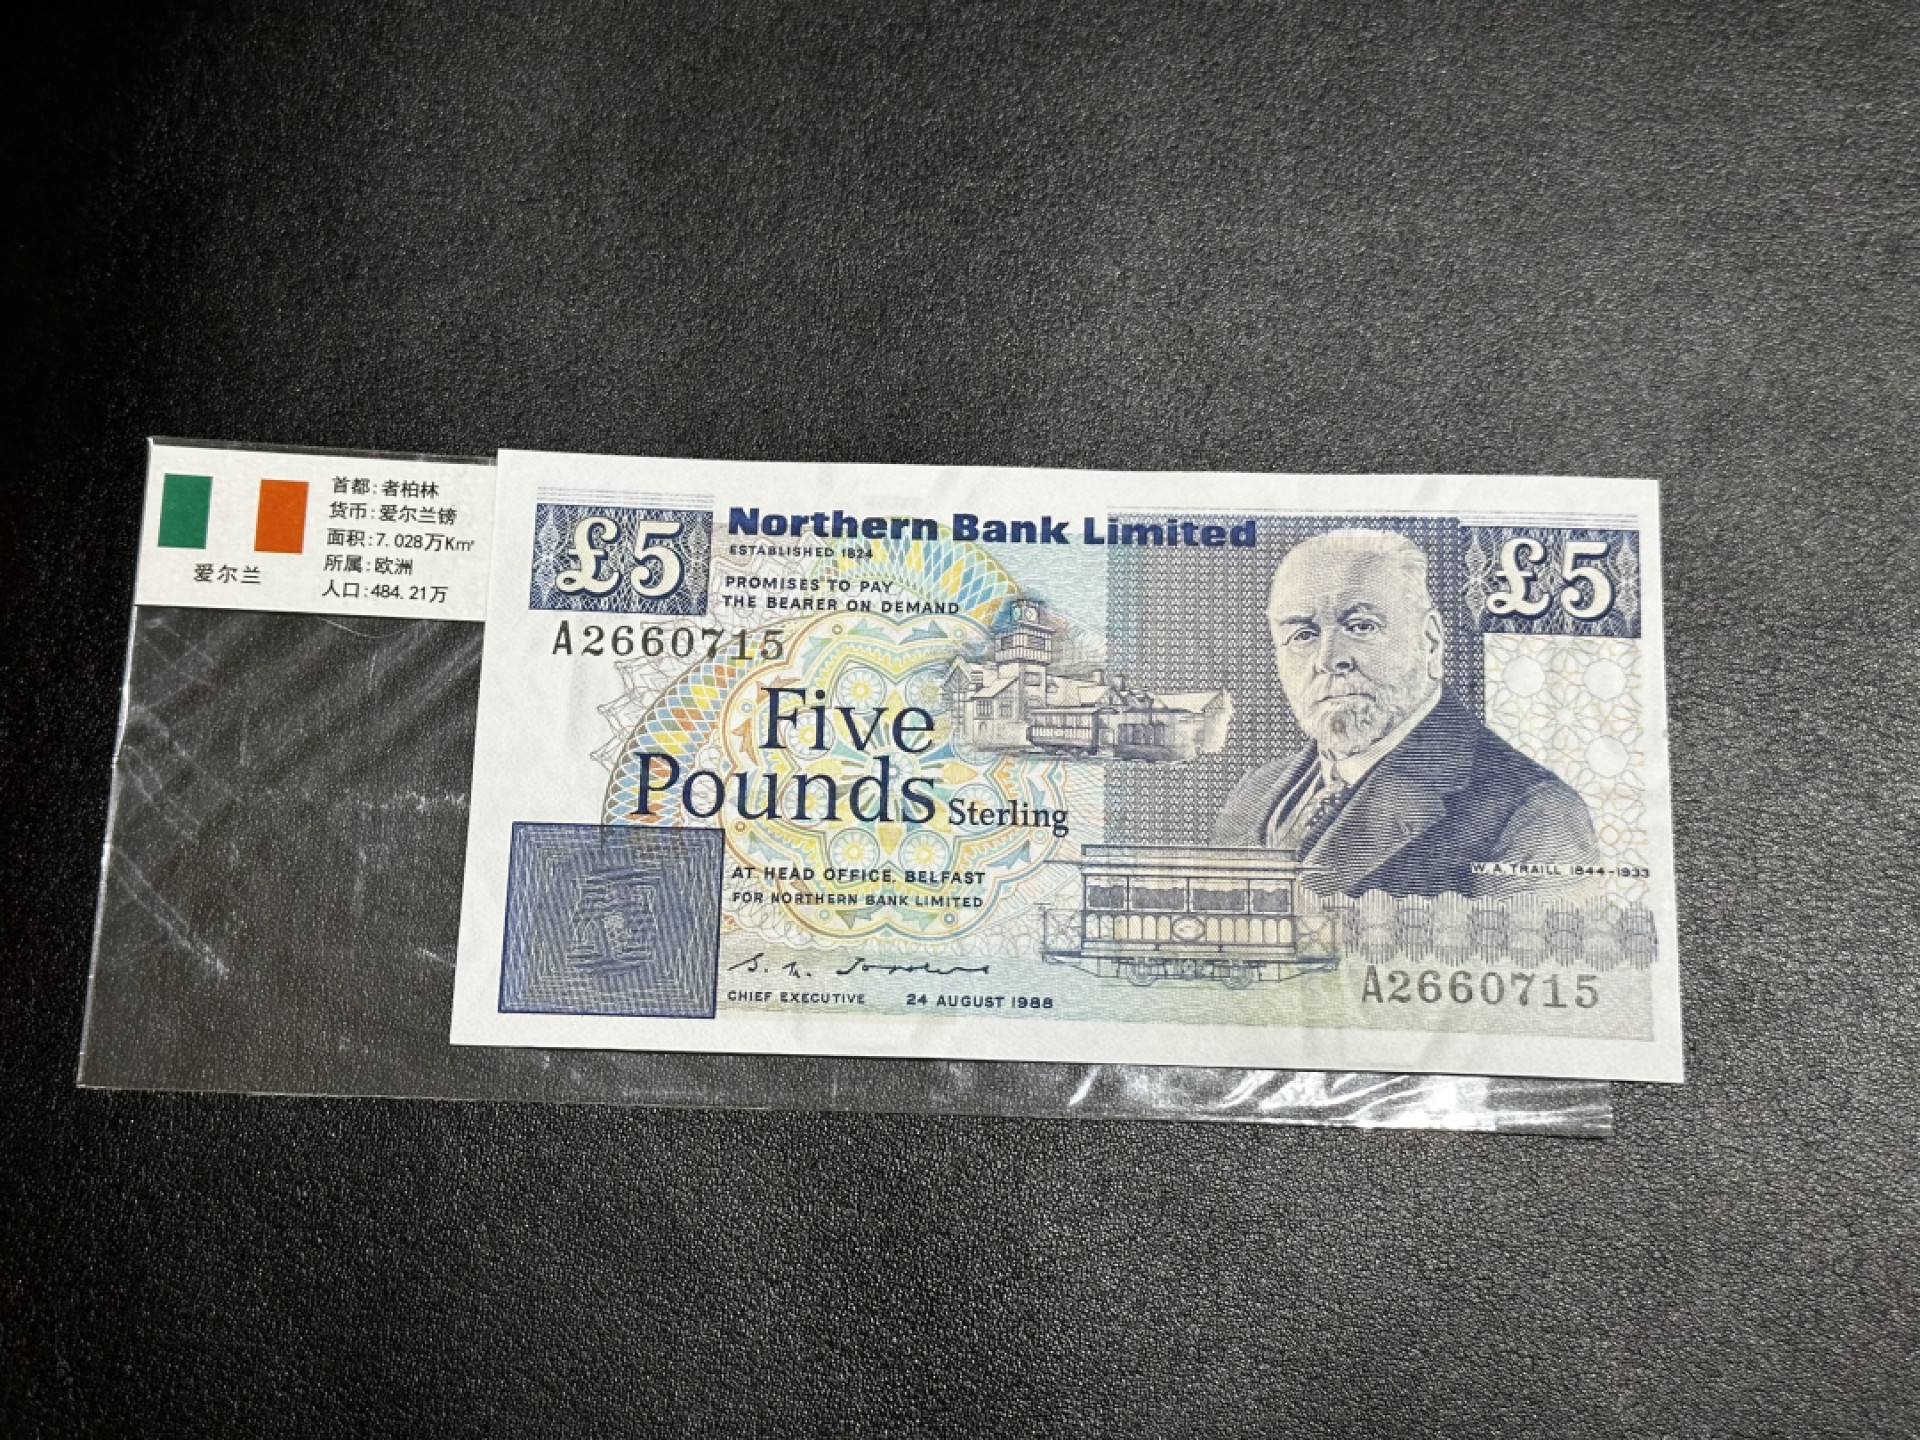 首都:者柏林
货币:爱尔兰镑
面积:7.028万Km²
所属:欧洲
人口:484.21万
爱尔兰
£5
Northern Bank Limited
£5
ESTABLISHED 1824
PROMISES TO PAY
THE BEARER ON DEMAND
A2660715
Five
Pounds Sterling
AT HEAD OFFICE, BELFAST
FOR NORTHERN BANK LIMITED
W. A. TRAILL 1844-1933
CHIEF EXECUTIVE 24 AUGUST 1988
A2660715